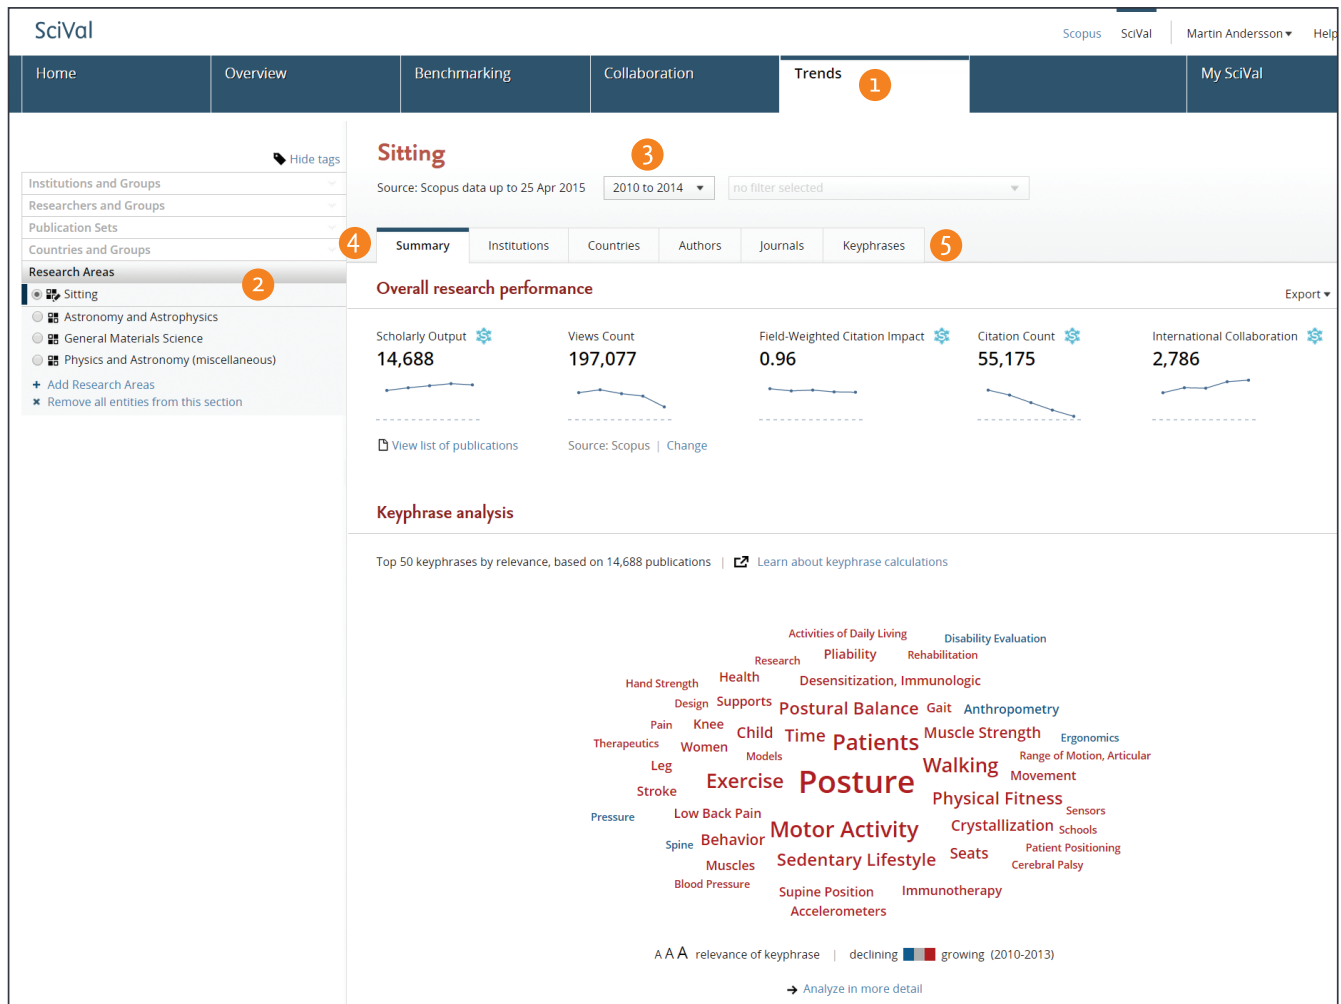 SciVal
Scopus SciVal Martin Andersson Help
Home Overview Benchmarking Collaboration Trends 1 My SciVal
Hide tags
Institutions and Groups
Researchers and Groups
Publication Sets
Countries and Groups
Research Areas
2
Sitting
Astronomy and Astrophysics
General Materials Science
Physics and Astronomy (miscellaneous)
+ Add Research Areas
× Remove all entities from this section
Sitting
3
Source: Scopus data up to 25 Apr 2015 2010 to 2014 no filter selected
4 Summary Institutions Countries Authors Journals Keyphrases 5
Overall research performance
Export
Scholarly Output Views Count Field-Weighted Citation Impact Citation Count International Collaboration
14,688 197,077 0.96 55,175 2,786
View list of publications Source: Scopus | Change
Keyphrase analysis
Top 50 keyphrases by relevance, based on 14,688 publications | Learn about keyphrase calculations
Activities of Daily Living Disability Evaluation
Research Pliability Rehabilitation
Hand Strength Health Desensitization, Immunologic
Design Supports Postural Balance Gait Anthropometry
Pain Knee Child Time Patients Muscle Strength Ergonomics
Therapeutics Women Models Walking Range of Motion, Articular
Leg Exercise Posture Movement
Stroke Physical Fitness
Pressure Low Back Pain Motor Activity Crystallization Sensors
Schools
Spine Behavior Sedentary Lifestyle Seats Patient Positioning
Muscles Cerebral Palsy
Blood Pressure Supine Position Immunotherapy
Accelerometers
A A A relevance of keyphrase | declining growing (2010-2013)
Analyze in more detail